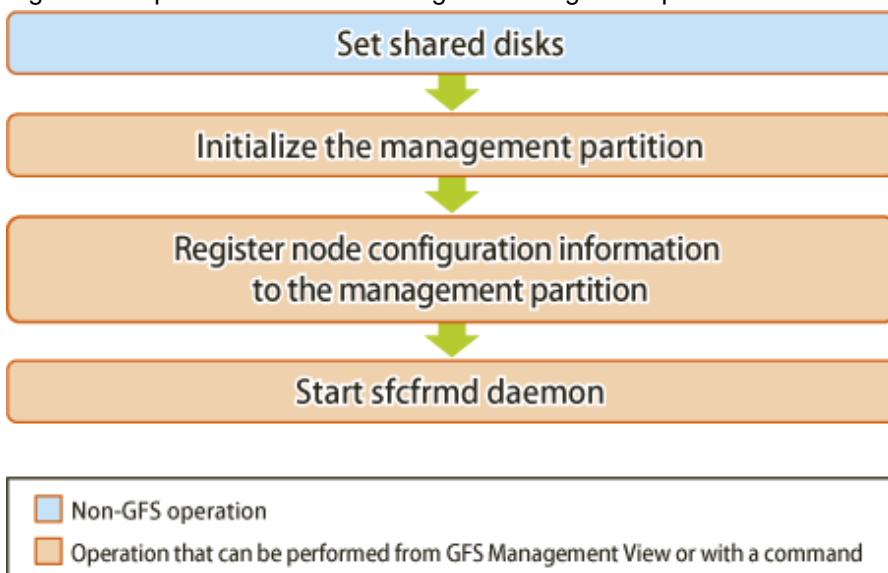 Set shared disks
Initialize the management partition
Register node configuration information
to the management partition
Start sfcfrmd daemon
Non-GFS operation
Operation that can be performed from GFS Management View or with a command